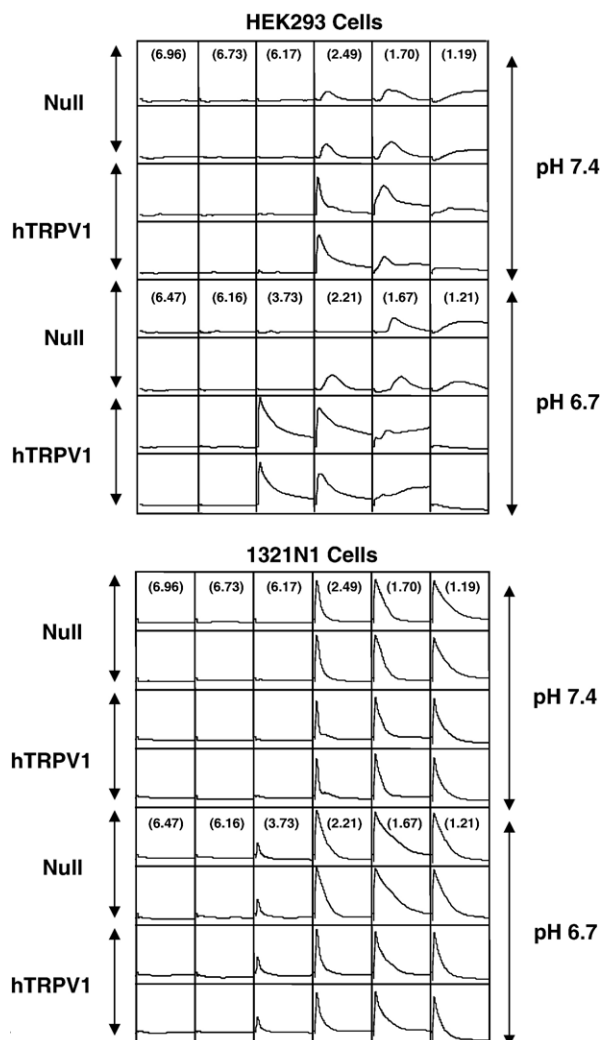 HEK293 Cells
(6.96) (6.73) (6.17) (2.49) (1.70) (1.19)
Null
pH 7.4
hTRPV1
(6.47) (6.16) (3.73) (2.21) (1.67) (1.21)
Null
pH 6.7
hTRPV1
1321N1 Cells
(6.96) (6.73) (6.17) (2.49) (1.70) (1.19)
Null
pH 7.4
hTRPV1
(6.47) (6.16) (3.73) (2.21) (1.67) (1.21)
Null
pH 6.7
hTRPV1